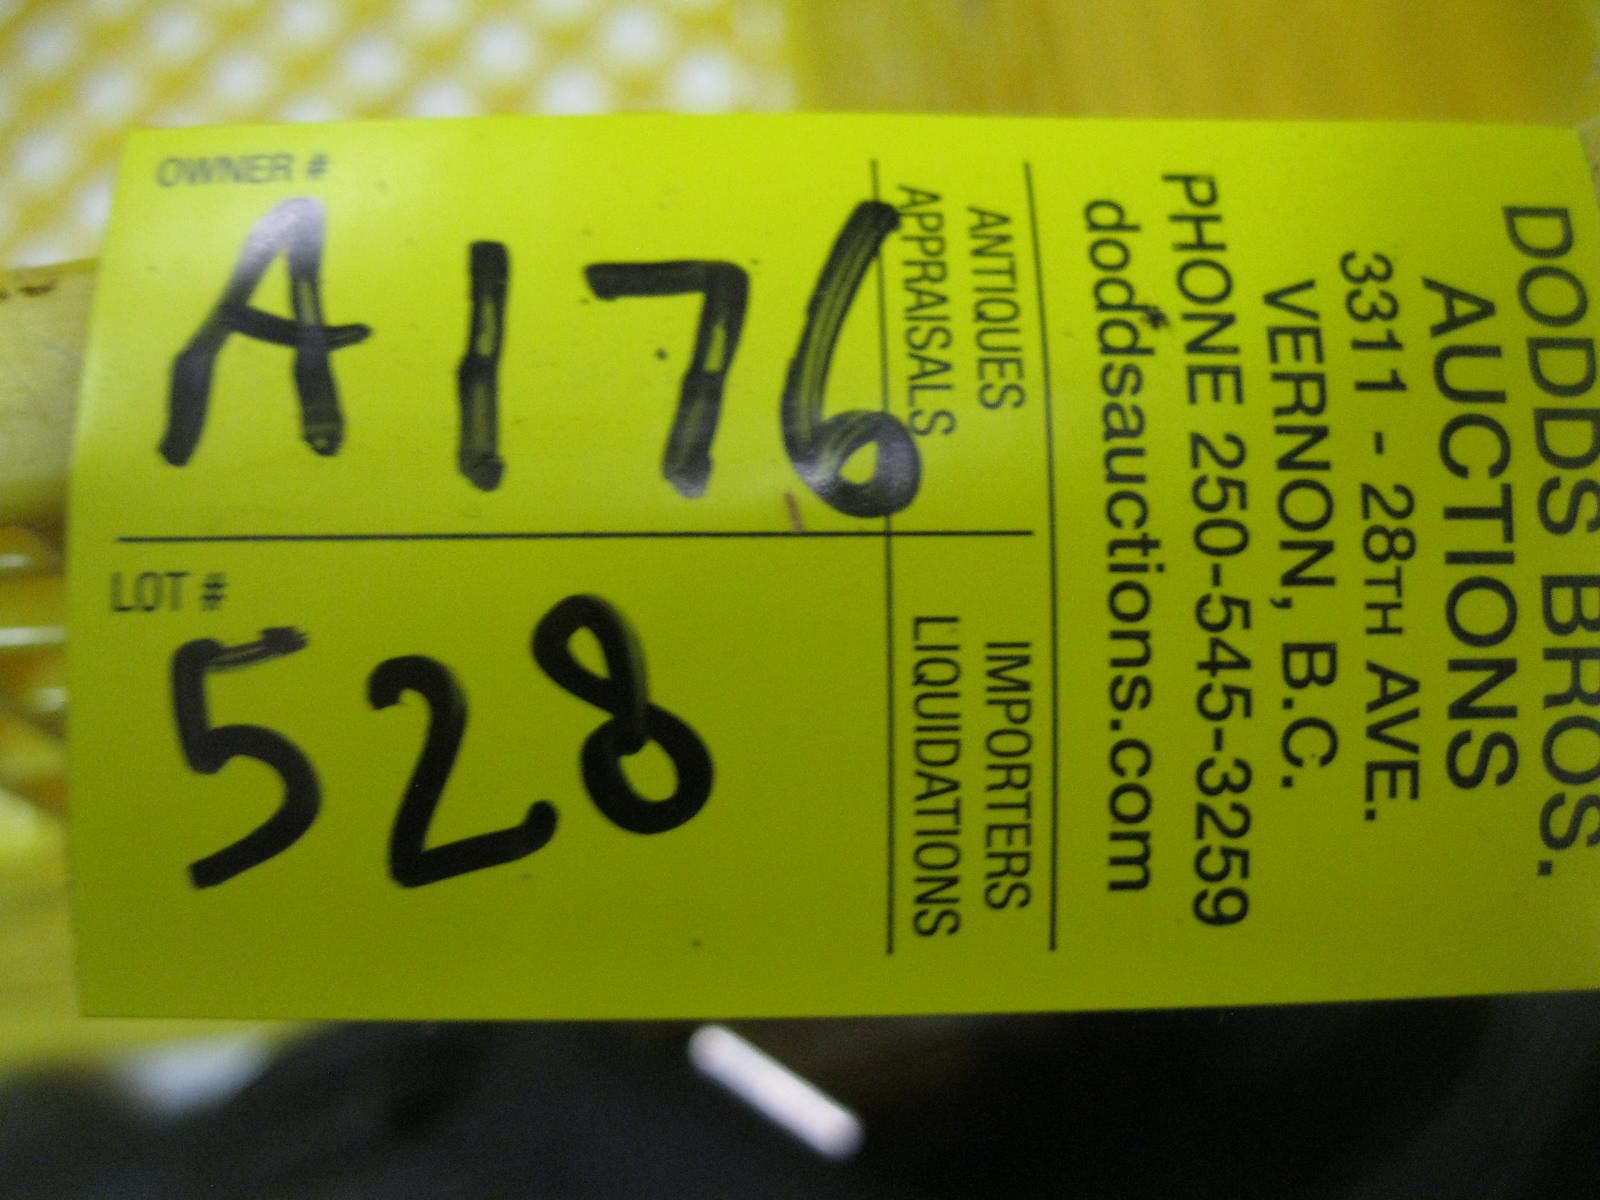 DODDS BROS.
AUCTIONS
3311 - 28TH AVE.
VERNON, B.C.
PHONE 250-545-3259
doddsauctions.com
ANTIQUES IMPORTERS
APPRAISALS LIQUIDATIONS
OWNER #
A176
LOT #
528